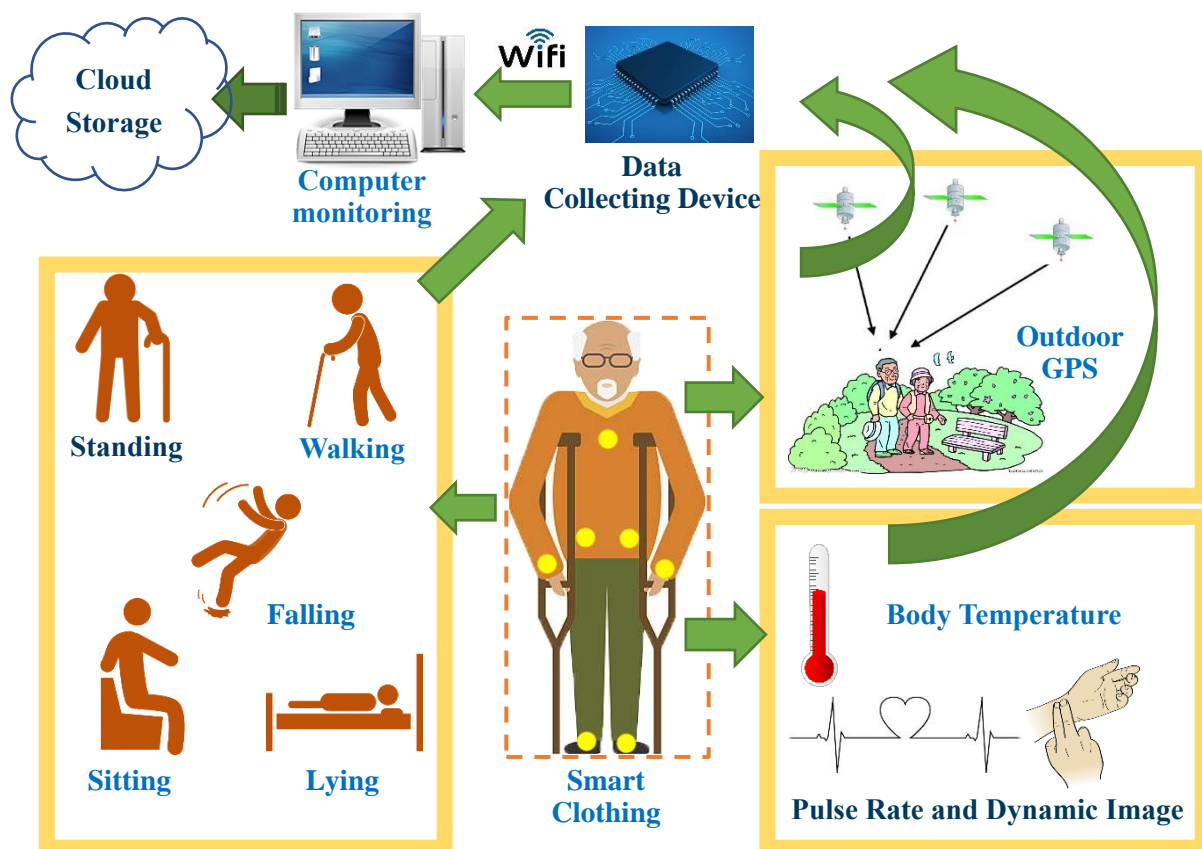 Cloud
Storage
Wifi
Computer
monitoring
Data
Collecting Device
Standing
Walking
Falling
Sitting
Lying
Smart
Clothing
Outdoor
GPS
Body Temperature
Pulse Rate and Dynamic Image